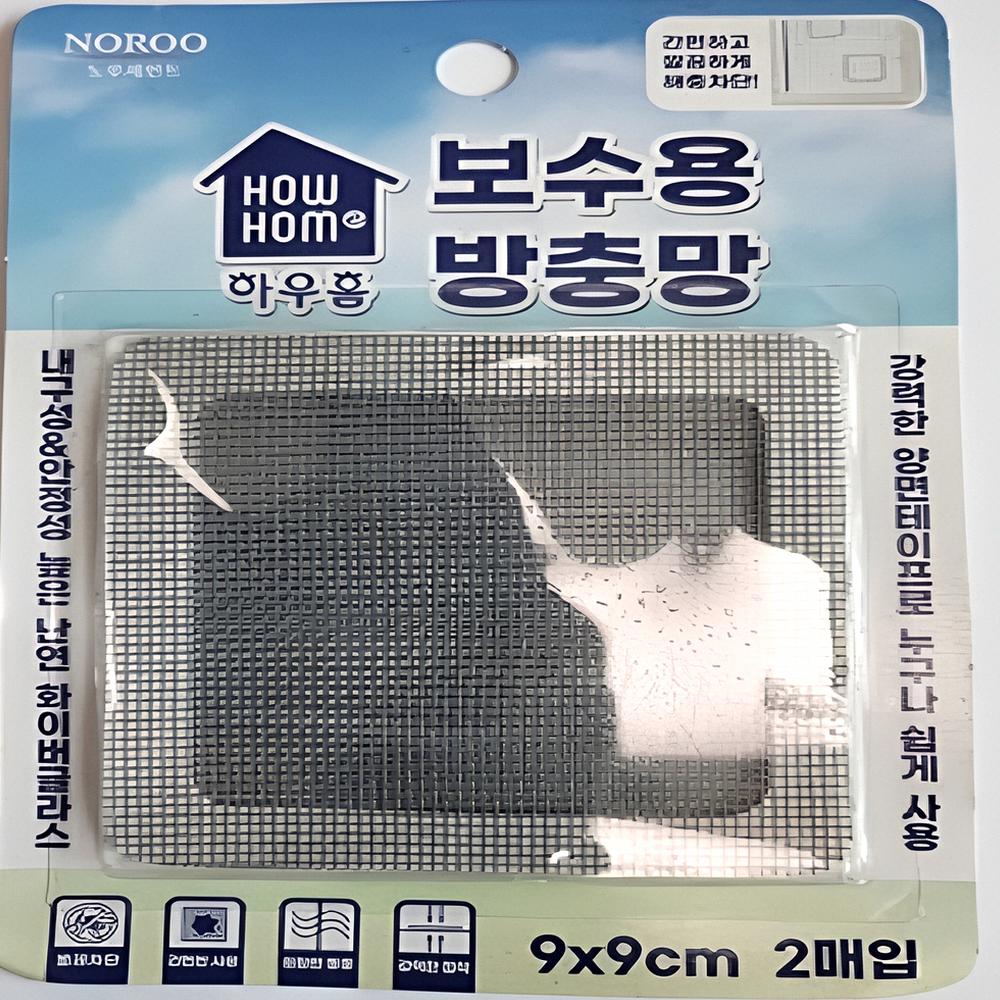 NOROO
HOW
HOMe
하우홈
보수용
방충망
내구성&안정성 높은 난연 화이버글라스
강력한 양면테이프로 누구나 쉽게 사용
9x9cm 2매입